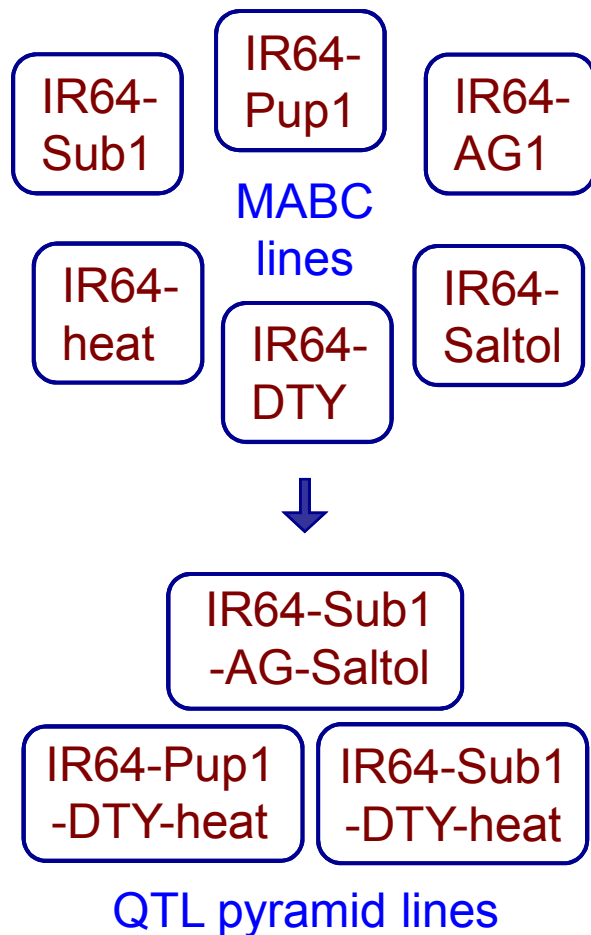 IR64-
Sub1
IR64-
Pup1
IR64-
AG1
MABC
lines
IR64-
heat
IR64-
DTY
IR64-
Saltol
IR64-Sub1
-AG-Saltol
IR64-Pup1
-DTY-heat
IR64-Sub1
-DTY-heat
QTL pyramid lines